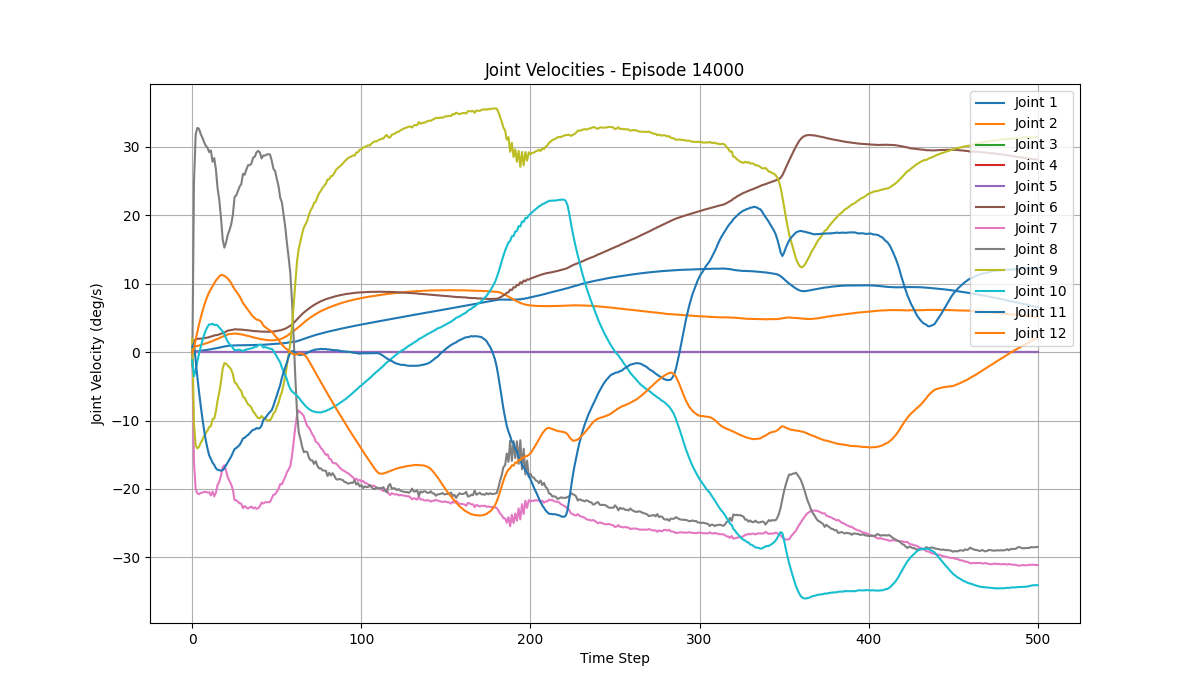 Joint Velocities - Episode 14000
Joint Velocity (deg/s)
30
20
10
0
−10
−20
−30
0
100
200
300
400
500
Time Step
Joint 1
Joint 2
Joint 3
Joint 4
Joint 5
Joint 6
Joint 7
Joint 8
Joint 9
Joint 10
Joint 11
Joint 12